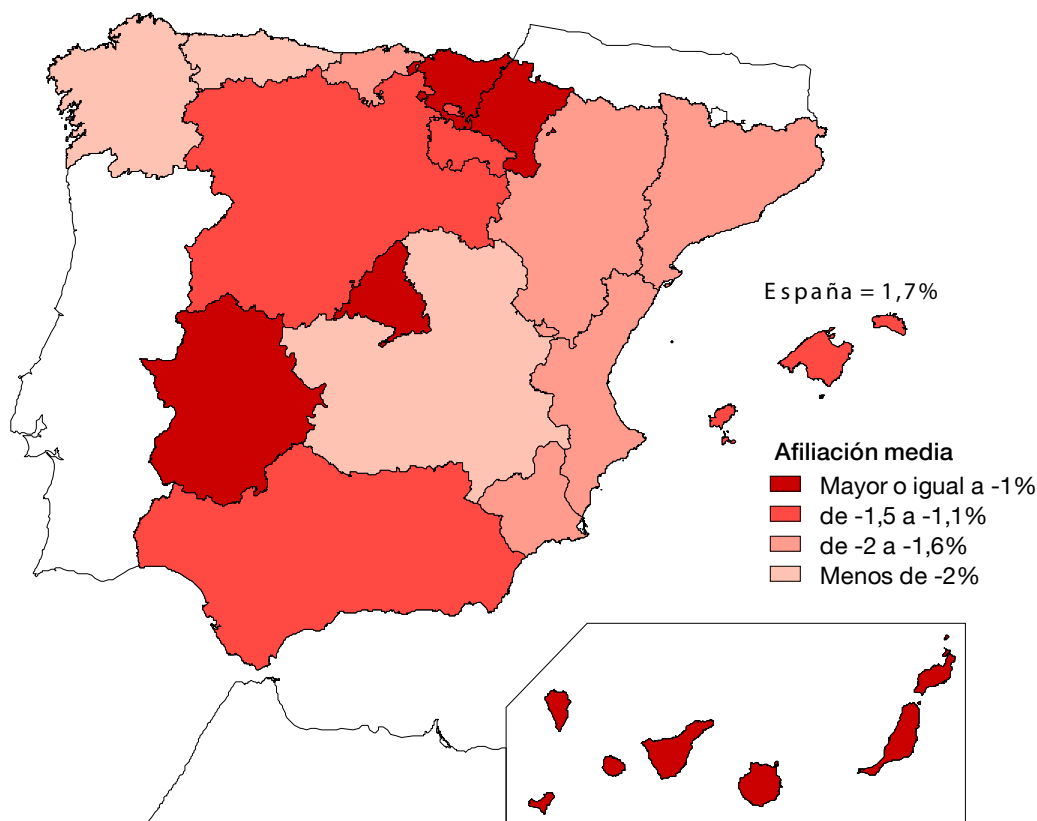 España = 1,7%
Afiliación media
Mayor o igual a -1%
de -1,5 a -1,1%
de -2 a -1,6%
Menos de -2%